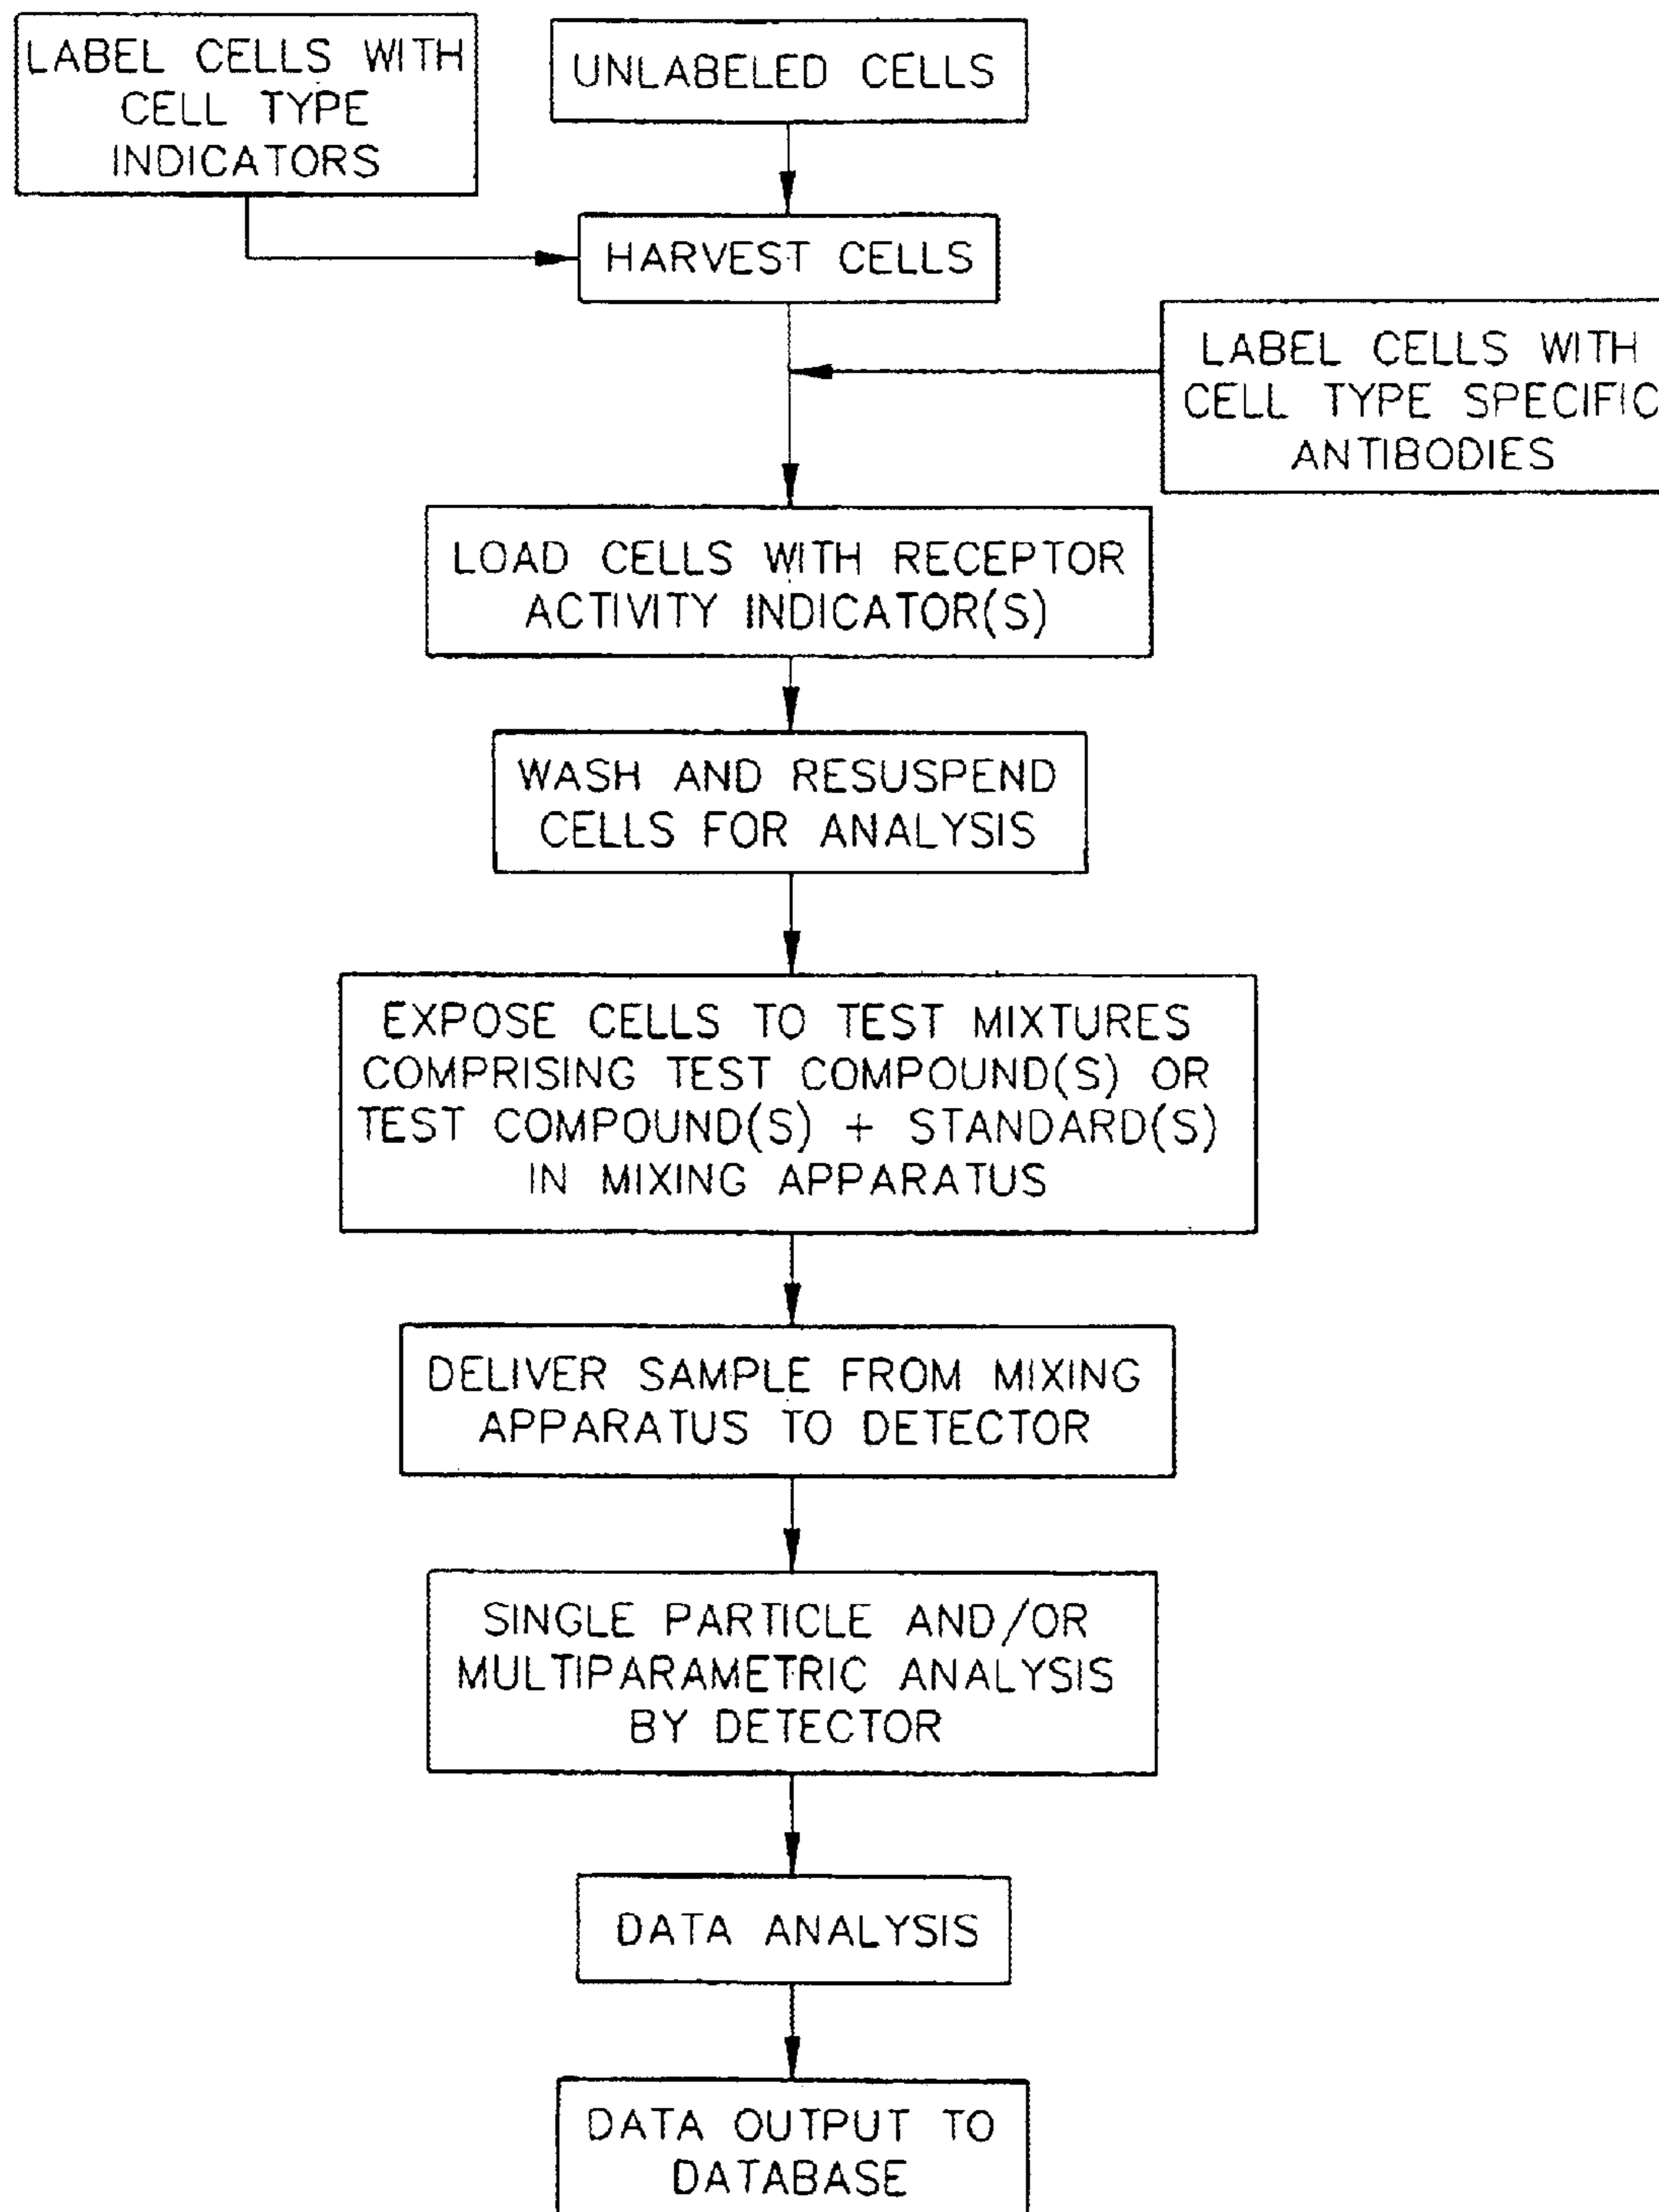 LABEL CELLS WITH
CELL TYPE
INDICATORS
UNLABELED CELLS
HARVEST CELLS
LABEL CELLS WITH
CELL TYPE SPECIFIC
ANTIBODIES
LOAD CELLS WITH RECEPTOR
ACTIVITY INDICATOR(S)
WASH AND RESUSPEND
CELLS FOR ANALYSIS
EXPOSE CELLS TO TEST MIXTURES
COMPRISING TEST COMPOUND(S) OR
TEST COMPOUND(S) + STANDARD(S)
IN MIXING APPARATUS
DELIVER SAMPLE FROM MIXING
APPARATUS TO DETECTOR
SINGLE PARTICLE AND/OR
MULTIPARAMETRIC ANALYSIS
BY DETECTOR
DATA ANALYSIS
DATA OUTPUT TO
DATABASE